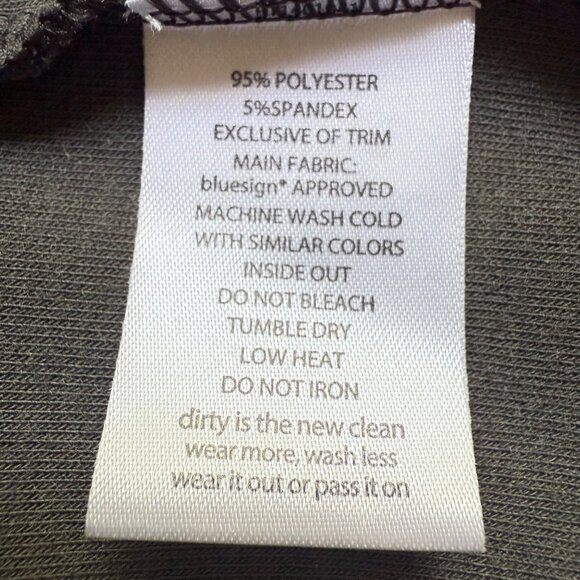 95% POLYESTER
5%SPANDEX
EXCLUSIVE OF TRIM
MAIN FABRIC:
bluesign® APPROVED
MACHINE WASH COLD
WITH SIMILAR COLORS
INSIDE OUT
DO NOT BLEACH
TUMBLE DRY
LOW HEAT
DO NOT IRON
dirty is the new clean
wear more, wash less
wear it out or pass it on